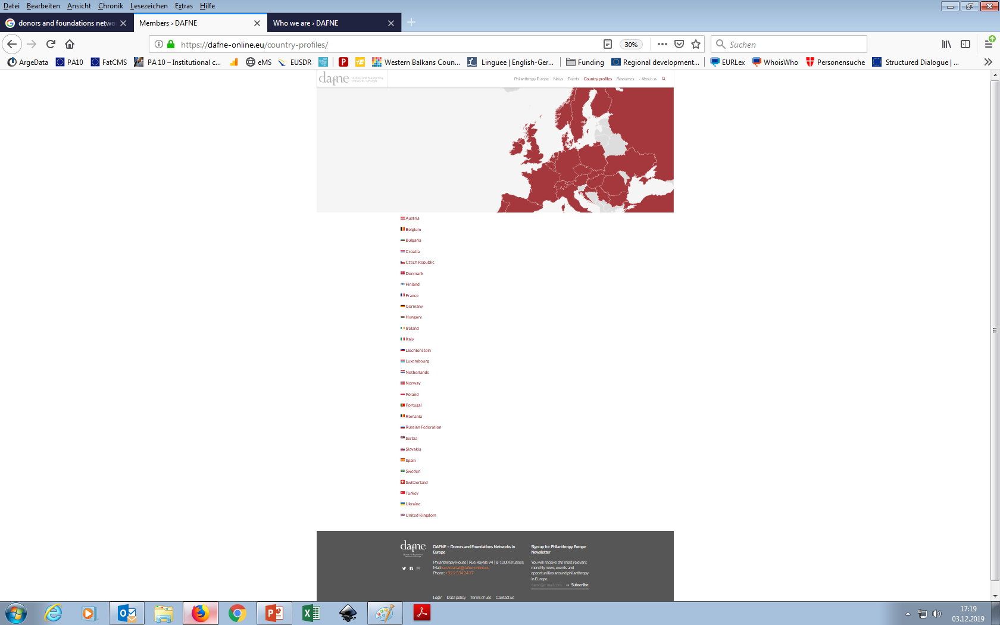 Datei Bearbeiten Ansicht Chronik Lesezeichen Extras Hilfe
donors and foundations netwo
Members › DAFNE
Who we are › DAFNE
https://dafne-online.eu/country-profiles/
30%
Suchen
ArgeData PA10 FatCMS PA 10 – Institutional c... eMS EUSDR Western Balkans Coun... Linguee | English-Ger... Funding Regional development... EURLex WhoisWho Personensuche Structured Dialogue | ...
dafne Donors and Foundations
Networks in Europe
Philanthropy Europe News Events Country profiles Resources About us
Austria
Belgium
Bulgaria
Croatia
Czech Republic
Denmark
Finland
France
Germany
Hungary
Ireland
Italy
Liechtenstein
Luxembourg
Netherlands
Norway
Poland
Portugal
Romania
Russian Federation
Serbia
Slovakia
Spain
Sweden
Switzerland
Turkey
Ukraine
United Kingdom
dafne
Donors and Foundations
Networks in Europe
DAFNE – Donors and Foundations Networks in
Europe
Philanthropy House | Rue Royale 94 | B-1000 Brussels
Mail: secretariat@dafne-online.eu
Phone: +32 2 534 24 77
Sign up for Philanthropy Europe
Newsletter
You will receive the most relevant
monthly news, events and
opportunities around philanthropy
in Europe.
→ Subscribe
Login Data policy Terms of use Contact us
17:19
03.12.2019